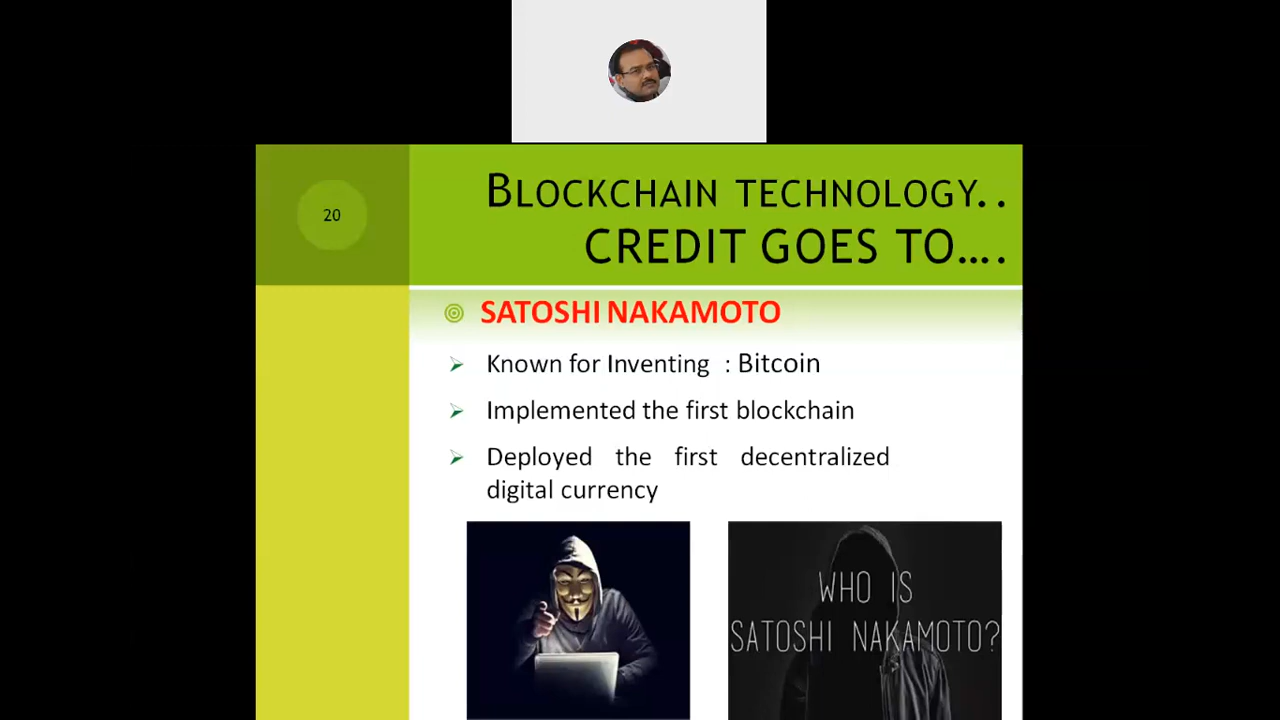 20
BLOCKCHAIN TECHNOLOGY..
CREDIT GOES TO....
SATOSHI NAKAMOTO
Known for Inventing : Bitcoin
Implemented the first blockchain
Deployed the first decentralized
digital currency
WHO IS
SATOSHI NAKAMOTO?